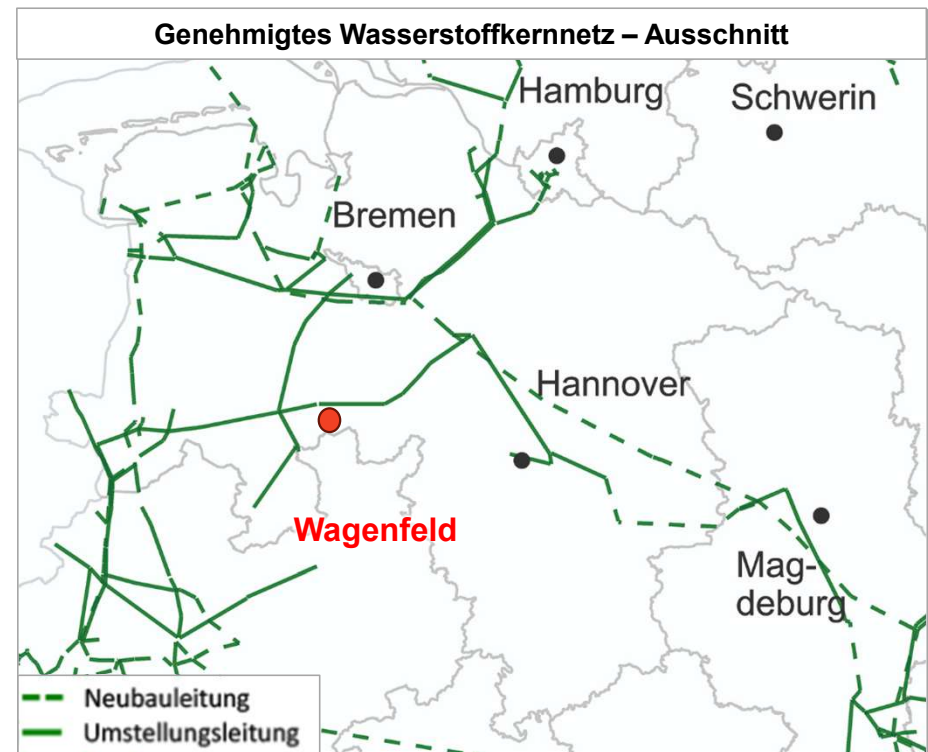 Genehmigtes Wasserstoffkernnetz – Ausschnitt
Hamburg
Schwerin
Bremen
Hannover
Wagenfeld
Mag-
deburg
Neubauleitung
Umstellungsleitung